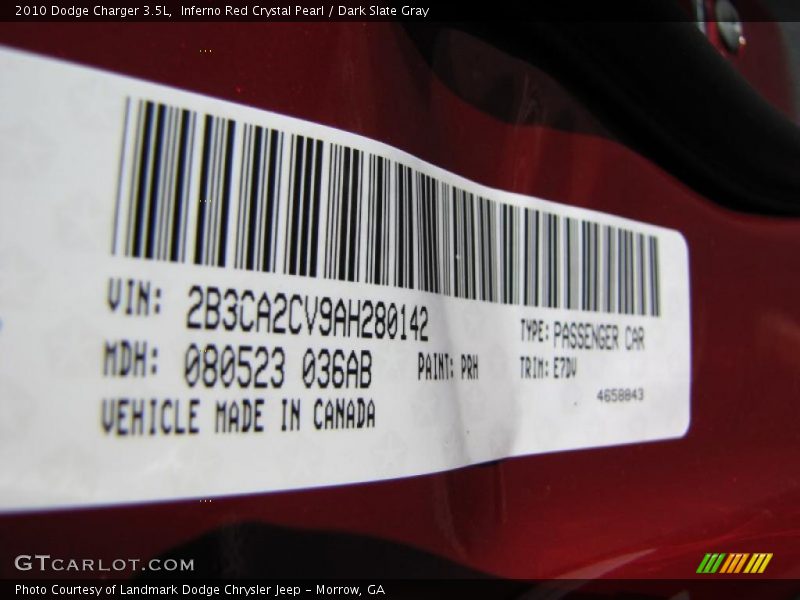 2010 Dodge Charger 3.5L,  Inferno Red Crystal Pearl / Dark Slate Gray
VIN: 2B3CA2CV9AH280142
TYPE: PASSENGER CAR
MDH: 080523 036AB
PAINT: PRH
TRIM: E7DV
4658843
VEHICLE MADE IN CANADA
GTCARLOT.COM
Photo Courtesy of Landmark Dodge Chrysler Jeep - Morrow, GA